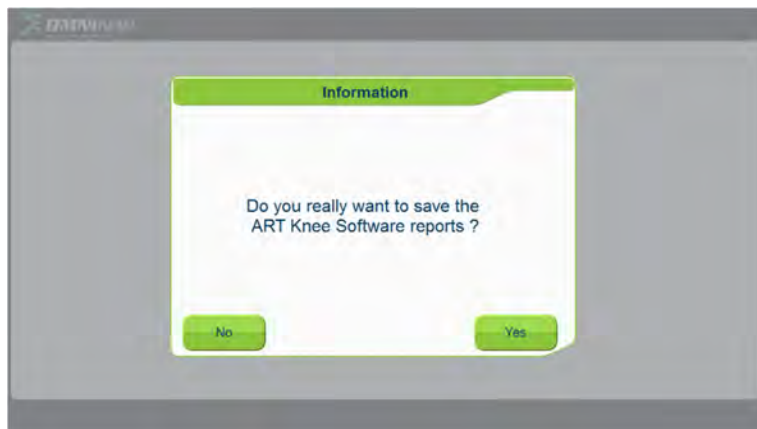 Information
Do you really want to save the
ART Knee Software reports ?
No
Yes